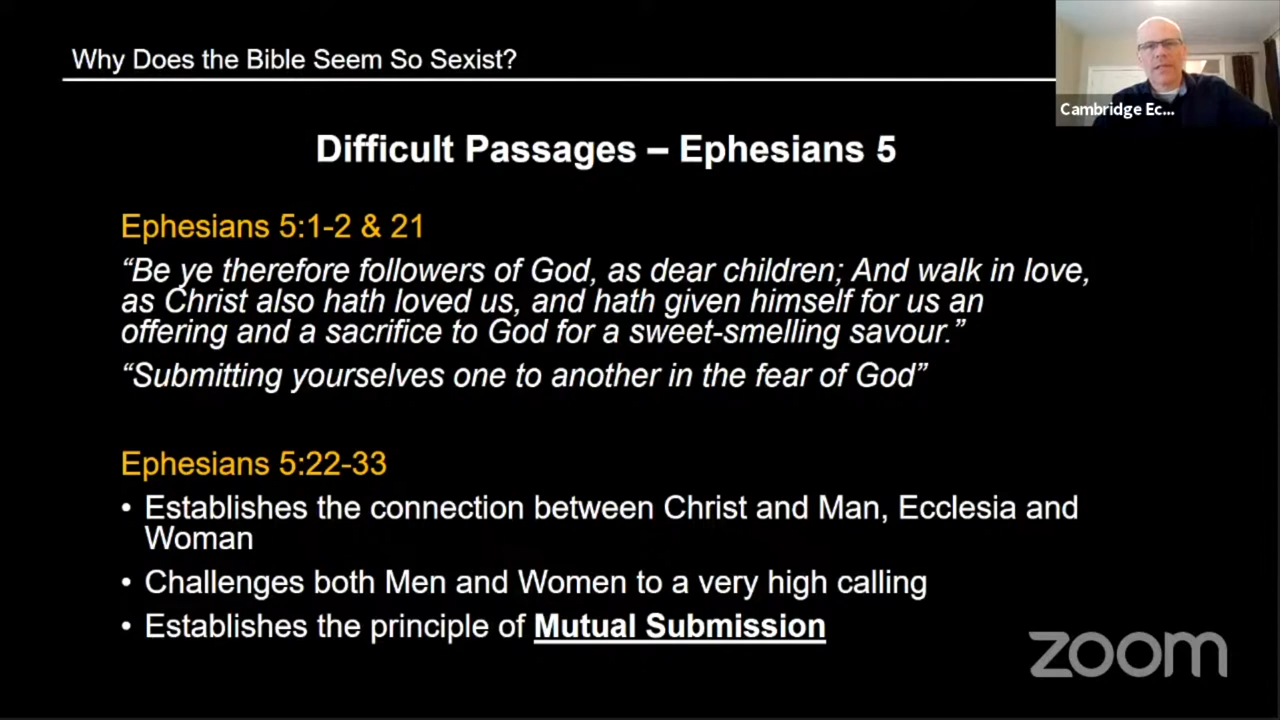 Why Does the Bible Seem So Sexist?
Cambridge Ec...
Difficult Passages – Ephesians 5
Ephesians 5:1-2 & 21
“Be ye therefore followers of God, as dear children; And walk in love,
as Christ also hath loved us, and hath given himself for us an
offering and a sacrifice to God for a sweet-smelling savour.”
“Submitting yourselves one to another in the fear of God”
Ephesians 5:22-33
• Establishes the connection between Christ and Man, Ecclesia and
Woman
• Challenges both Men and Women to a very high calling
• Establishes the principle of Mutual Submission
zoom